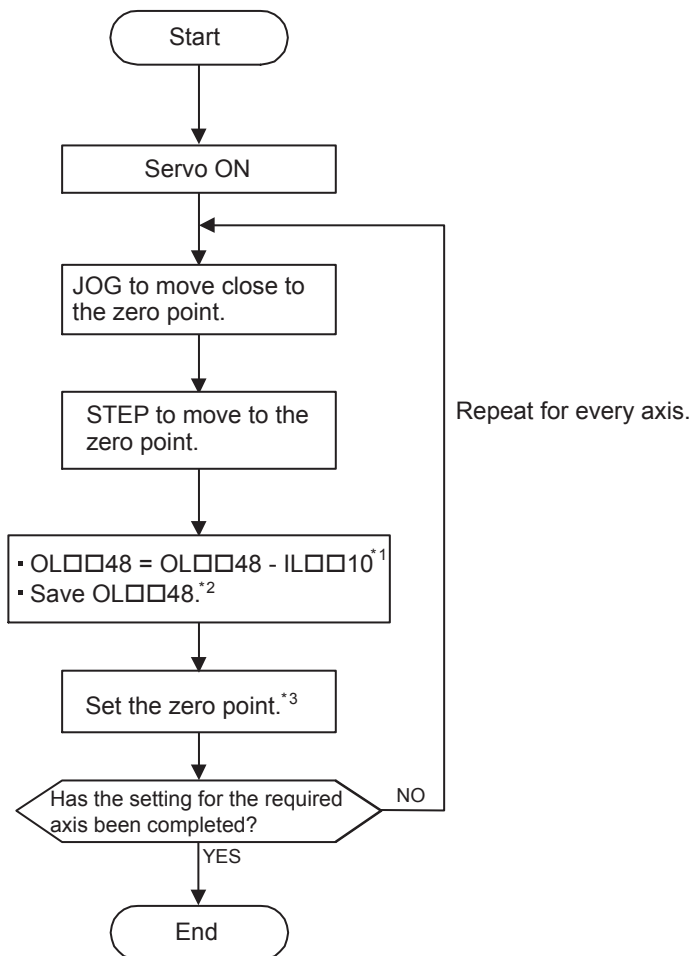 Start
Servo ON
JOG to move close to
the zero point.
STEP to move to the
zero point.
Repeat for every axis.
▪ OL□□48 = OL□□48 - IL□□10*1
▪ Save OL□□48.*2
Set the zero point.*3
Has the setting for the required
axis been completed?
NO
YES
End